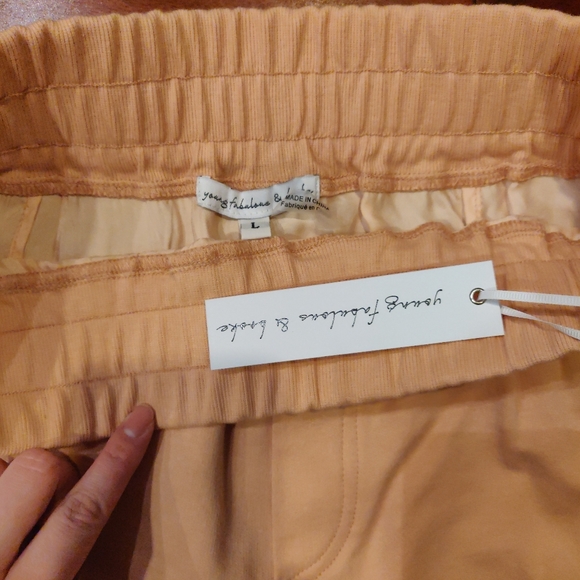 young fabulous &
MADE IN
Fabriqué en
L
young fabulous & broke